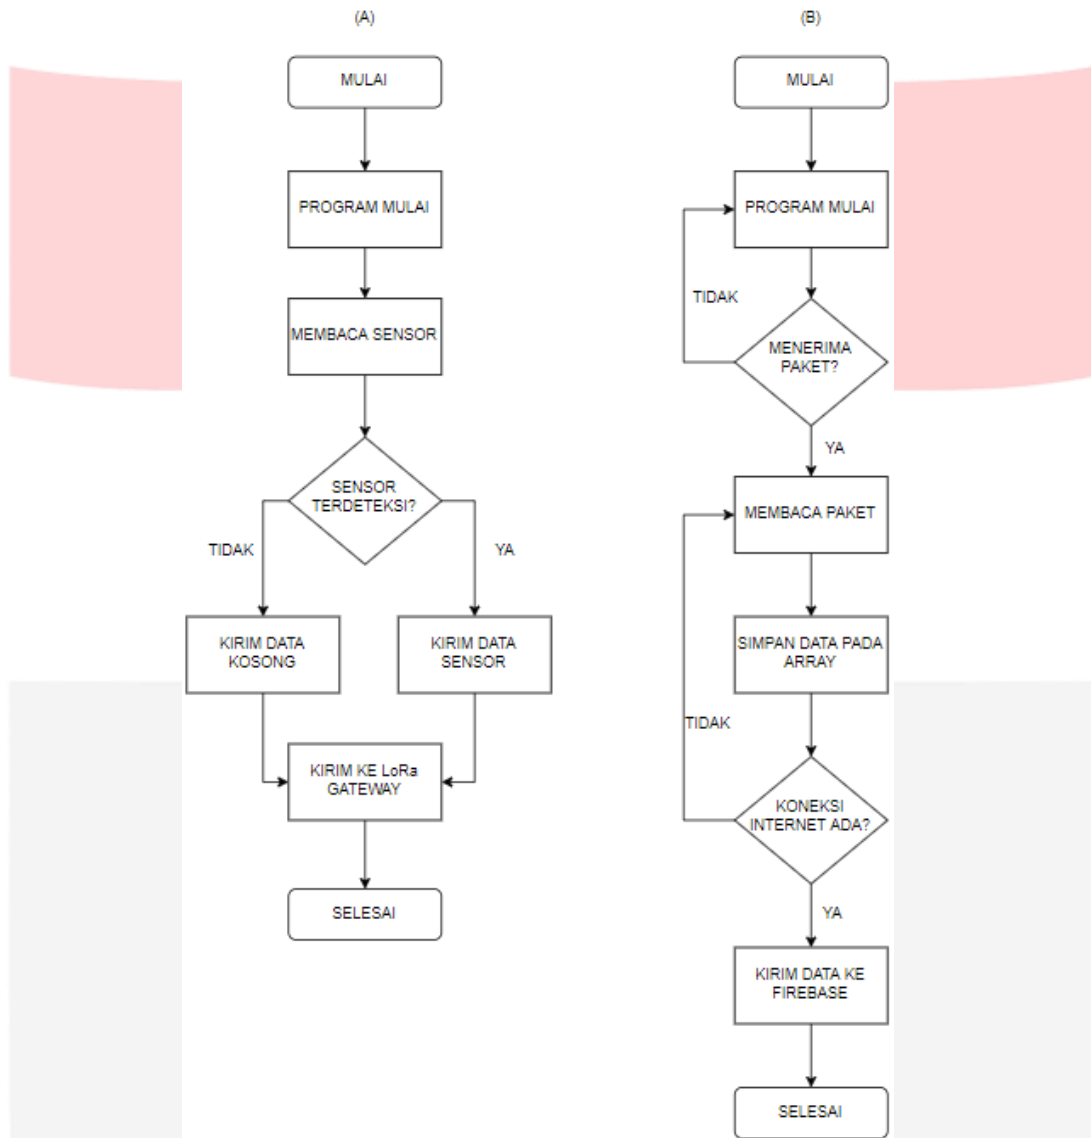 (A)
MULAI
PROGRAM MULAI
MEMBACA SENSOR
SENSOR
TERDETEKSI?
TIDAK
YA
KIRIM DATA
KOSONG
KIRIM DATA
SENSOR
KIRIM KE LoRa
GATEWAY
SELESAI
(B)
MULAI
PROGRAM MULAI
TIDAK
MENERIMA
PAKET?
YA
MEMBACA PAKET
SIMPAN DATA PADA
ARRAY
TIDAK
KONEKSI
INTERNET ADA?
YA
KIRIM DATA KE
FIREBASE
SELESAI